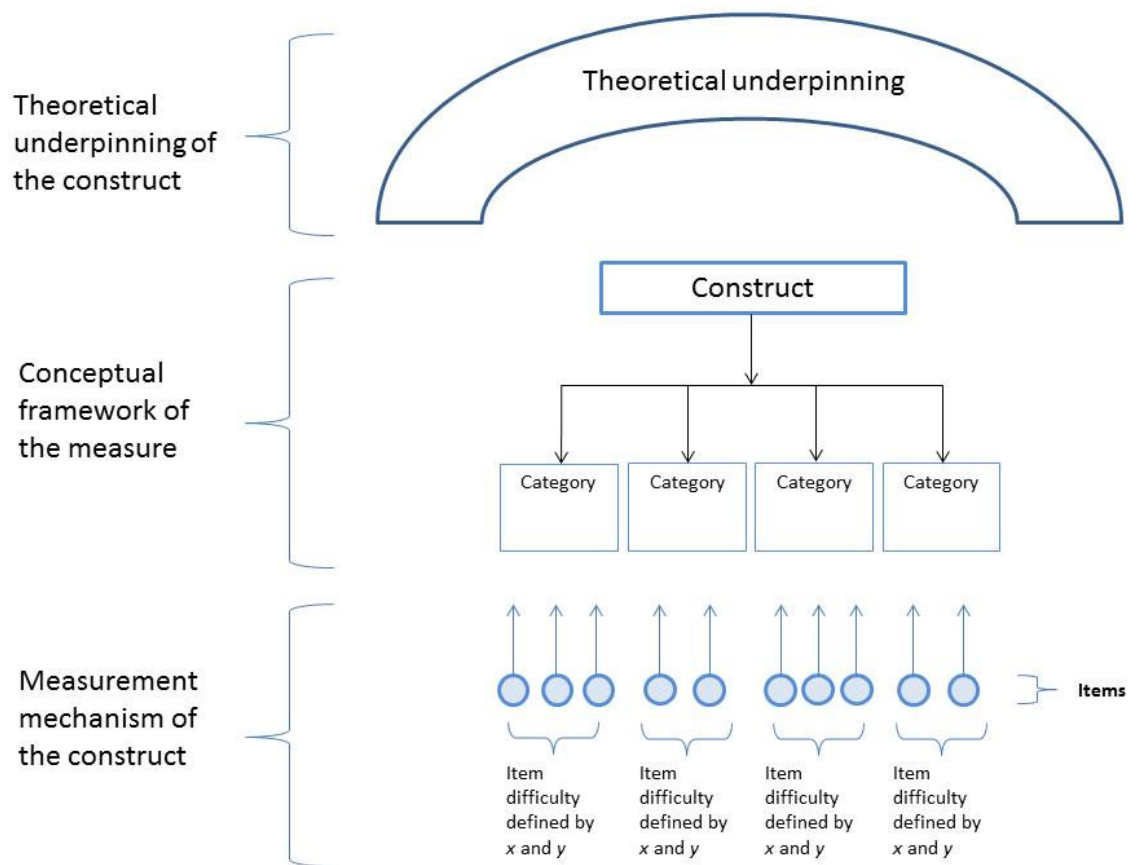 Theoretical
underpinning of
the construct
Theoretical underpinning
Conceptual
framework of
the measure
Construct
Category
Category
Category
Category
Measurement
mechanism of
the construct
Items
Item
difficulty
defined by
x and y
Item
difficulty
defined by
x and y
Item
difficulty
defined by
x and y
Item
difficulty
defined by
x and y